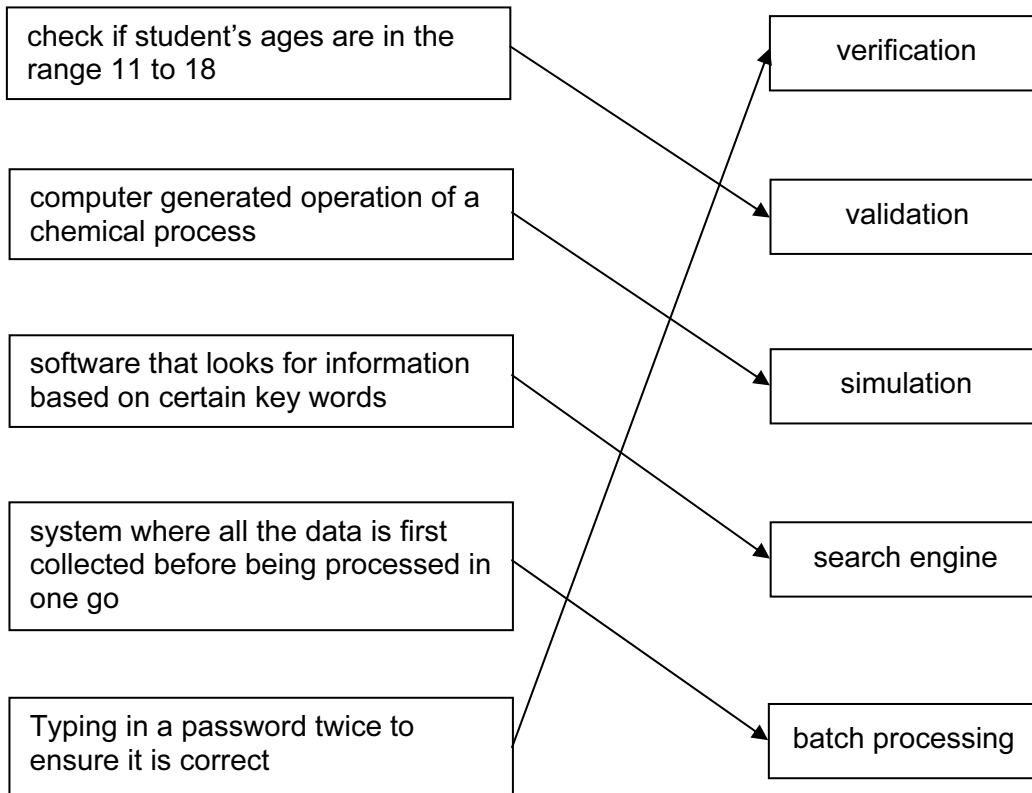 check if student’s ages are in the
range 11 to 18
verification
computer generated operation of a
chemical process
validation
software that looks for information
based on certain key words
simulation
system where all the data is first
collected before being processed in
one go
search engine
Typing in a password twice to
ensure it is correct
batch processing